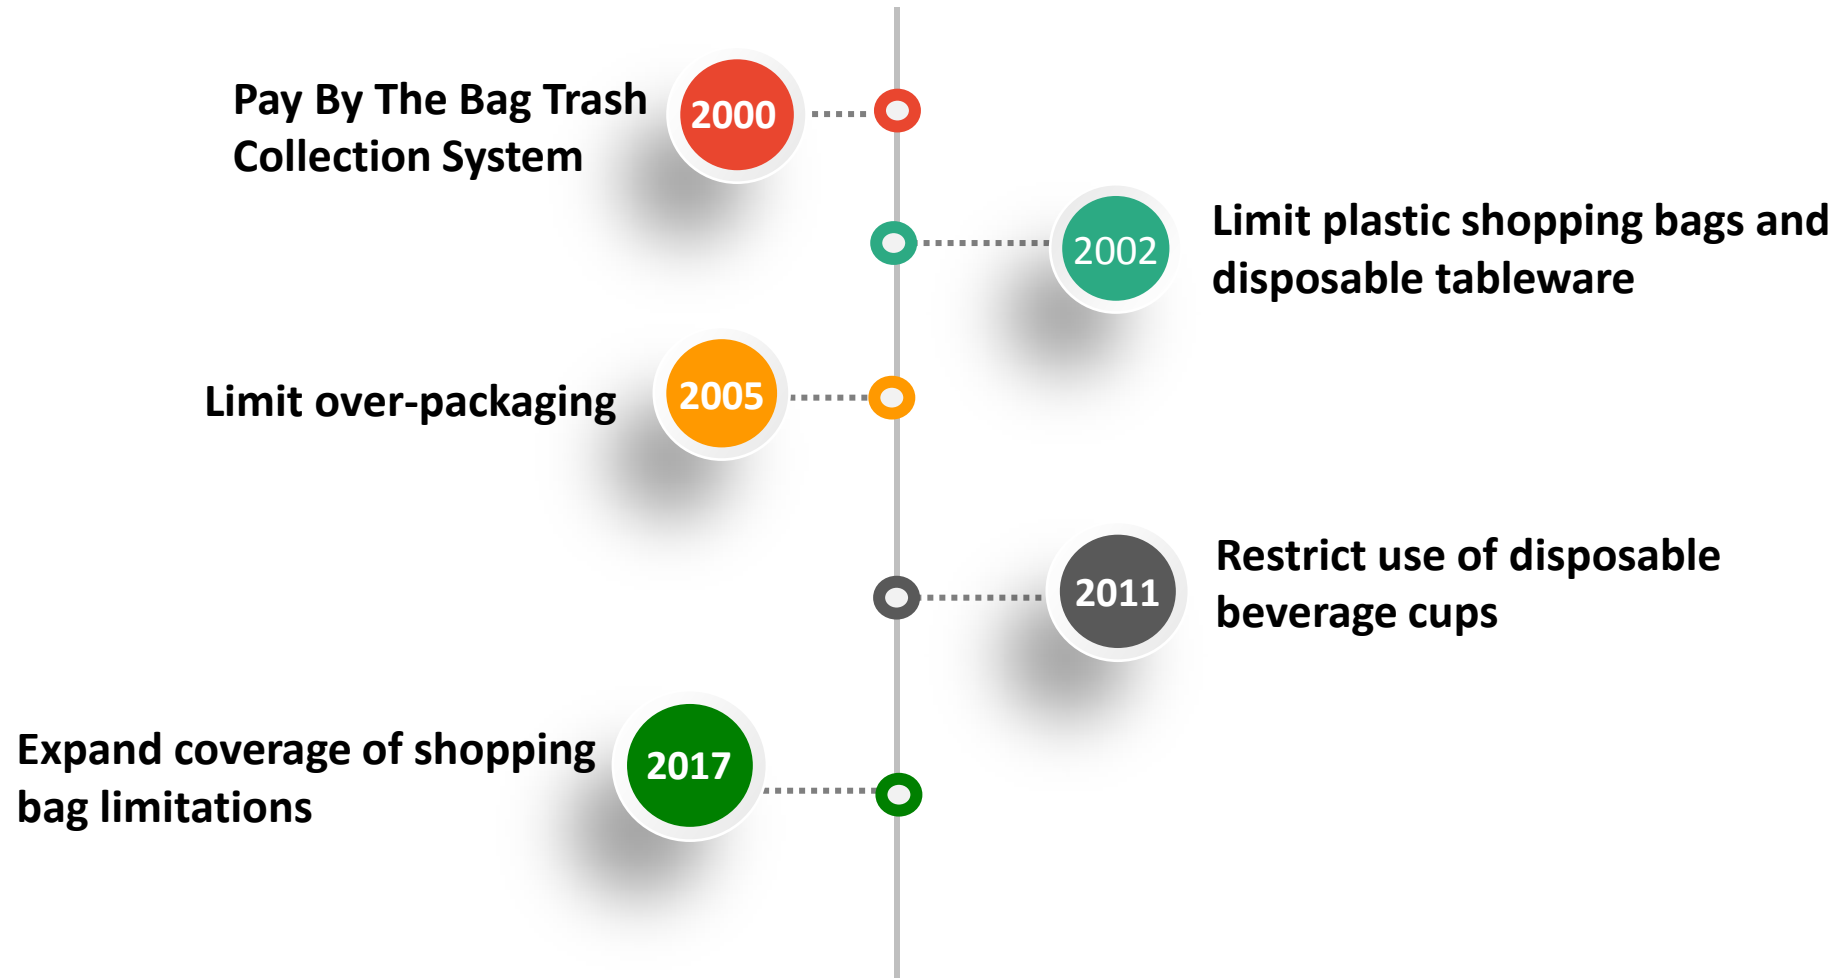 Pay By The Bag Trash
Collection System
2000
2002
Limit plastic shopping bags and
disposable tableware
Limit over-packaging
2005
2011
Restrict use of disposable
beverage cups
Expand coverage of shopping
bag limitations
2017